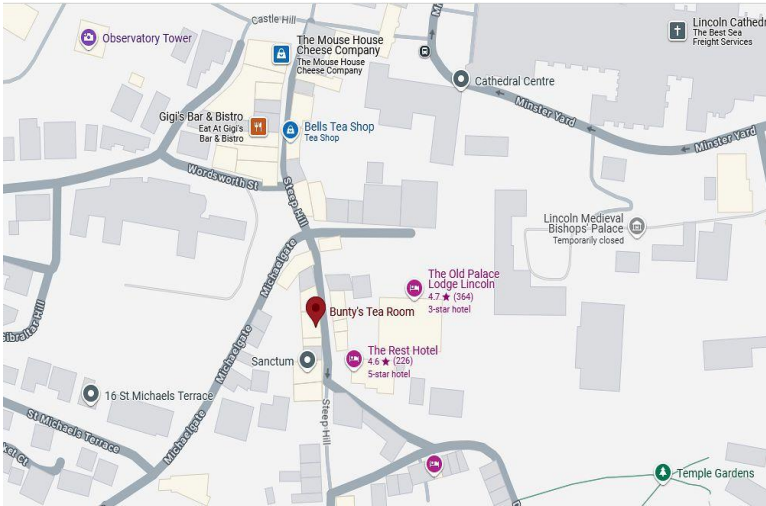 Castle Hill
Observatory Tower
The Mouse House
Cheese Company
The Mouse House
Cheese Company
Lincoln Cathedr
The Best Sea
Freight Services
M
Cathedral Centre
Minster Yard
Minster Yard
Gigi's Bar & Bistro
Eat At Gigi's
Bar & Bistro
Bells Tea Shop
Tea Shop
Wordsworth St
Steep Hill
Lincoln Medieval
Bishops' Palace
Temporarily closed
Michaelgate
The Old Palace
Lodge Lincoln
4.7 ★ (364)
3-star hotel
Bunty's Tea Room
Gibraltar Hill
Michaelgate
Sanctum
The Rest Hotel
4.6 ★ (226)
5-star hotel
16 St Michaels Terrace
St Michaels Terrace
Michaelgate
Steep Hill
Temple Gardens